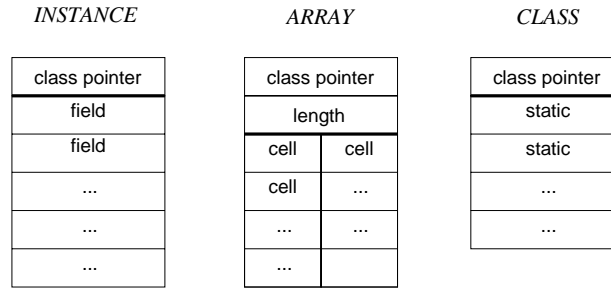 INSTANCE ARRAY CLASS
class pointer class pointer class pointer
field length static
field cell cell static
... cell ... ...
... ... ... ...
... ...